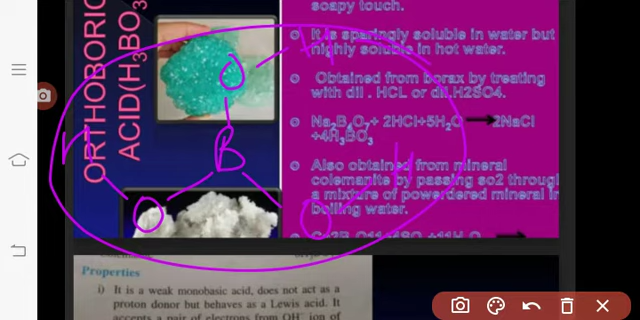 ORTHOBORIC
ACID(H3BO3
soapy touch.
It is sparingly soluble in water but
highly soluble in hot water.
Obtained from borax by treating
with dil . HCL or dil.H2SO4.
Na2B4O7+ 2HCl+5H2O → 2NaCl
+4H3BO3
Also obtained from mineral
colemanite by passing so2 through
a mixture of powdered mineral in
boiling water.
H
B
H
H
Properties
i) It is a weak monobasic acid, does not act as a
proton donor but behaves as a Lewis acid. It
accepts a pair of electrons from OH⁻ ion of